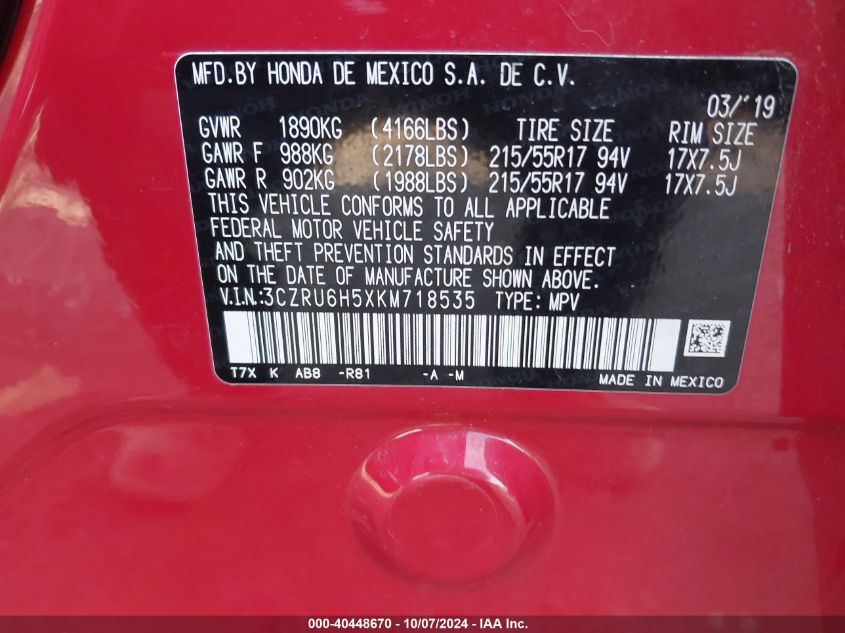 MFD.BY HONDA DE MEXICO S.A. DE C.V.
03/'19
GVWR 1890KG (4166LBS) TIRE SIZE RIM SIZE
GAWR F 988KG (2178LBS) 215/55R17 94V 17X7.5J
GAWR R 902KG (1988LBS) 215/55R17 94V 17X7.5J
THIS VEHICLE CONFORMS TO ALL APPLICABLE
FEDERAL MOTOR VEHICLE SAFETY
AND THEFT PREVENTION STANDARDS IN EFFECT
ON THE DATE OF MANUFACTURE SHOWN ABOVE.
V.I.N.:3CZRU6H5XKM718535 TYPE: MPV
T7X K AB8 -R81 -A -M
MADE IN MEXICO
000-40448670 - 10/07/2024 - IAA Inc.